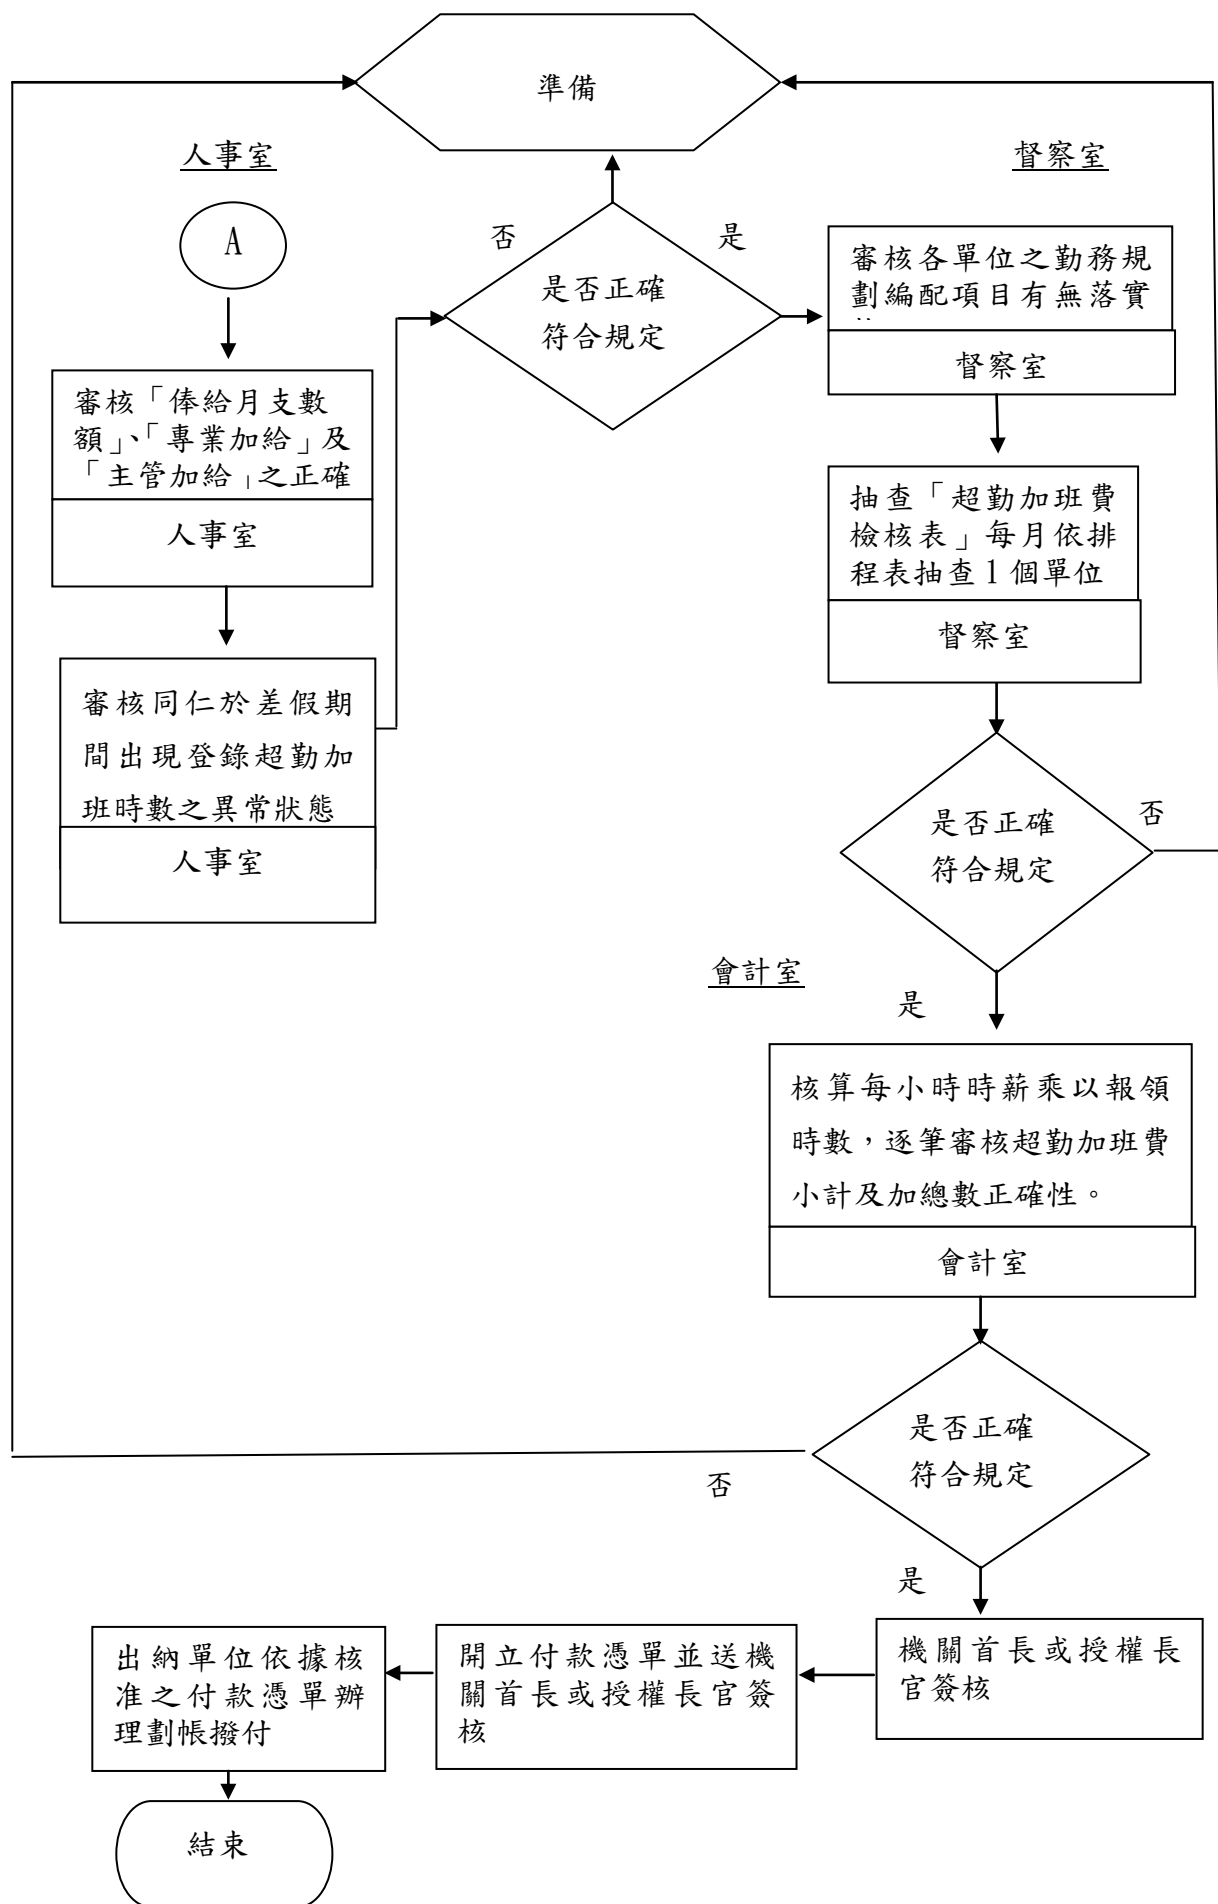 準備
人事室
督察室
A
否
是
是否正確
符合規定
審核各單位之勤務規
劃編配項目有無落實
督察室
審核「俸給月支數
額」、「專業加給」及
「主管加給」之正確
人事室
抽查「超勤加班費
檢核表」每月依排
程表抽查1個單位
督察室
審核同仁於差假期
間出現登錄超勤加
班時數之異常狀態
人事室
是否正確
符合規定
否
會計室
是
核算每小時時薪乘以報領
時數，逐筆審核超勤加班費
小計及加總數正確性。
會計室
是否正確
符合規定
否
是
機關首長或授權長
官簽核
開立付款憑單並送機
關首長或授權長官簽
核
出納單位依據核
准之付款憑單辦
理劃帳撥付
結束